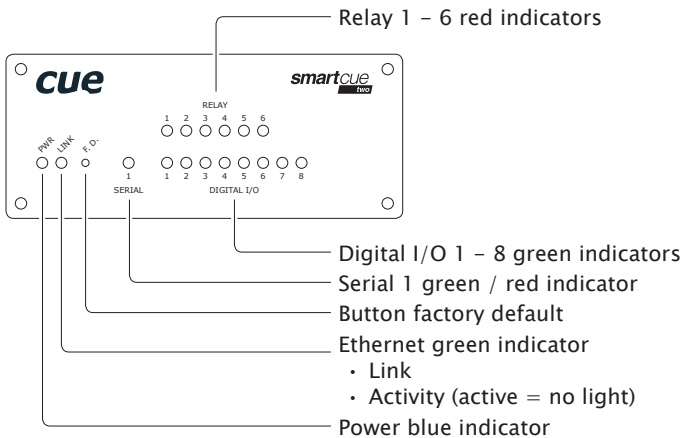 Relay 1 – 6 red indicators
cue
smartcue
two
RELAY
1 2 3 4 5 6
PWR LINK F. D.
1 1 2 3 4 5 6 7 8
SERIAL DIGITAL I/O
Digital I/O 1 – 8 green indicators
Serial 1 green / red indicator
Button factory default
Ethernet green indicator
• Link
• Activity (active = no light)
Power blue indicator